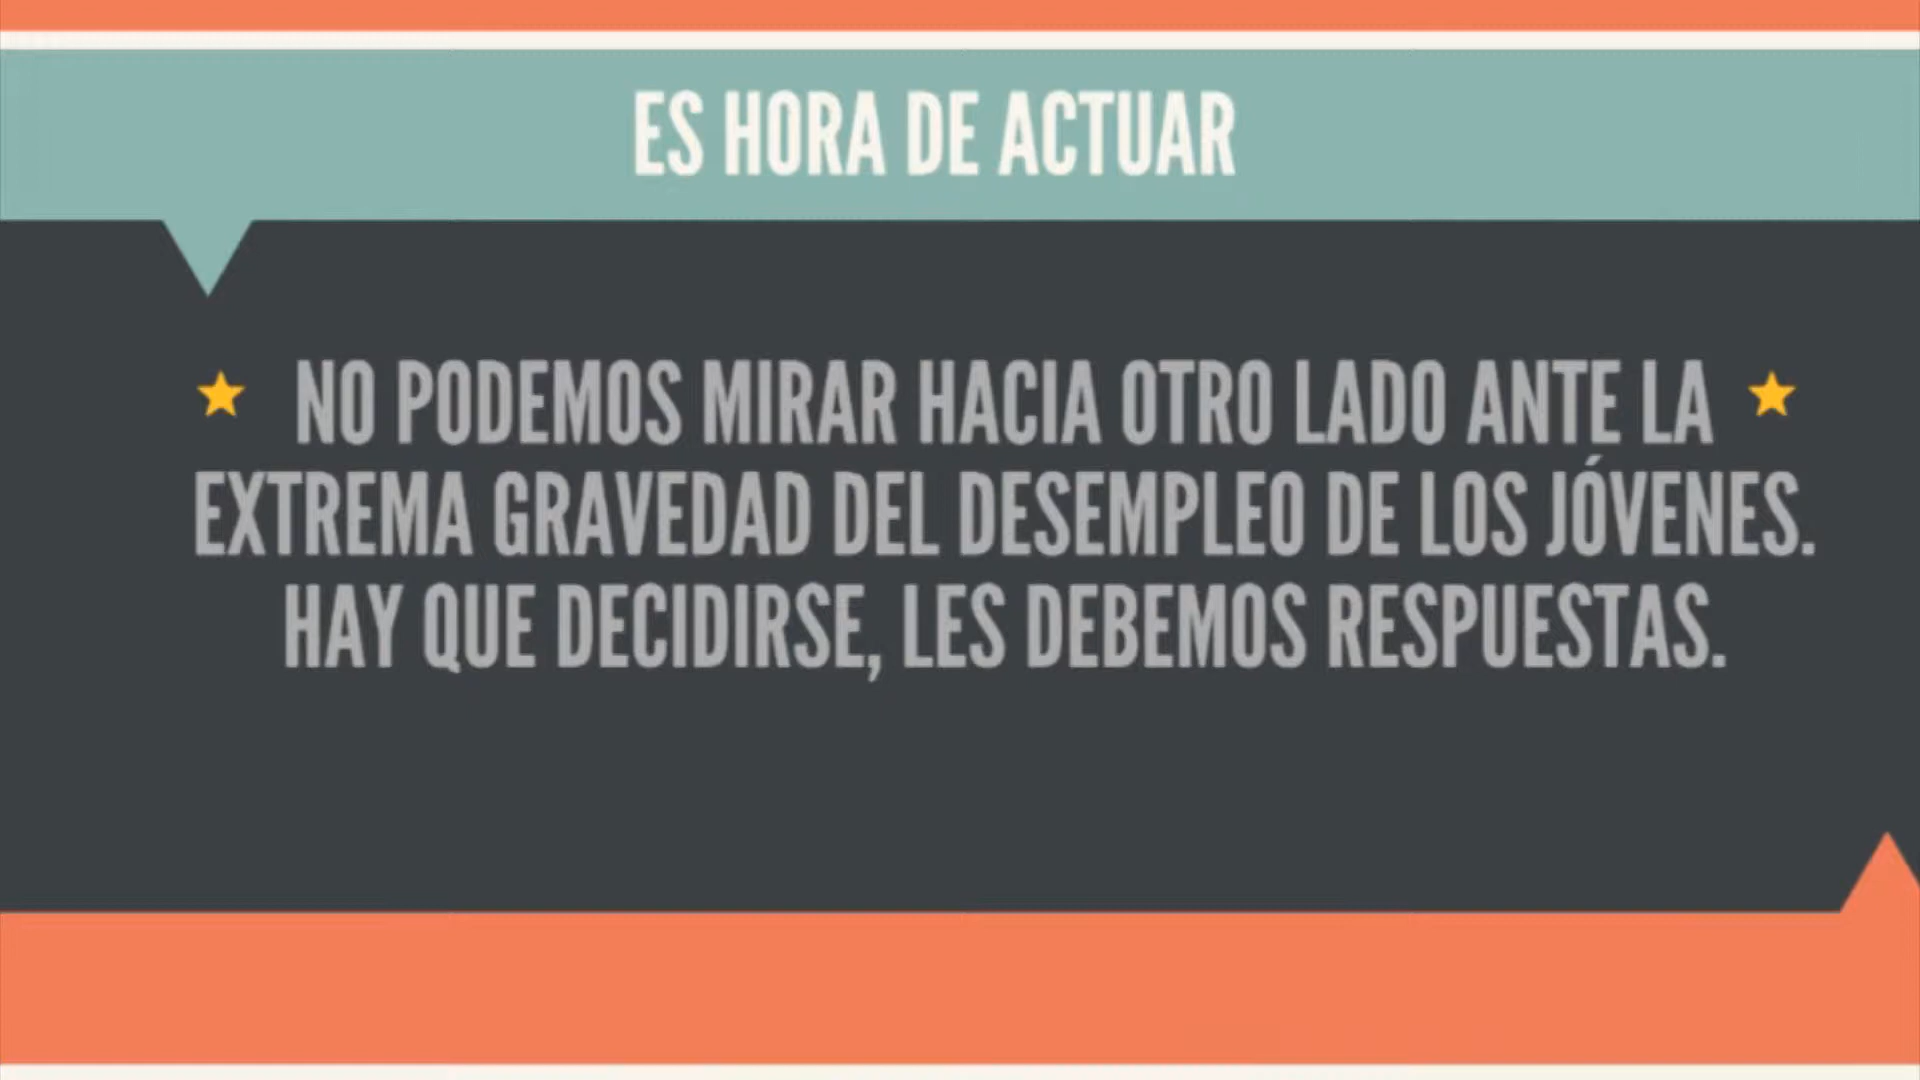 ES HORA DE ACTUAR
NO PODEMOS MIRAR HACIA OTRO LADO ANTE LA
EXTREMA GRAVEDAD DEL DESEMPLEO DE LOS JÓVENES.
HAY QUE DECIDIRSE, LES DEBEMOS RESPUESTAS.